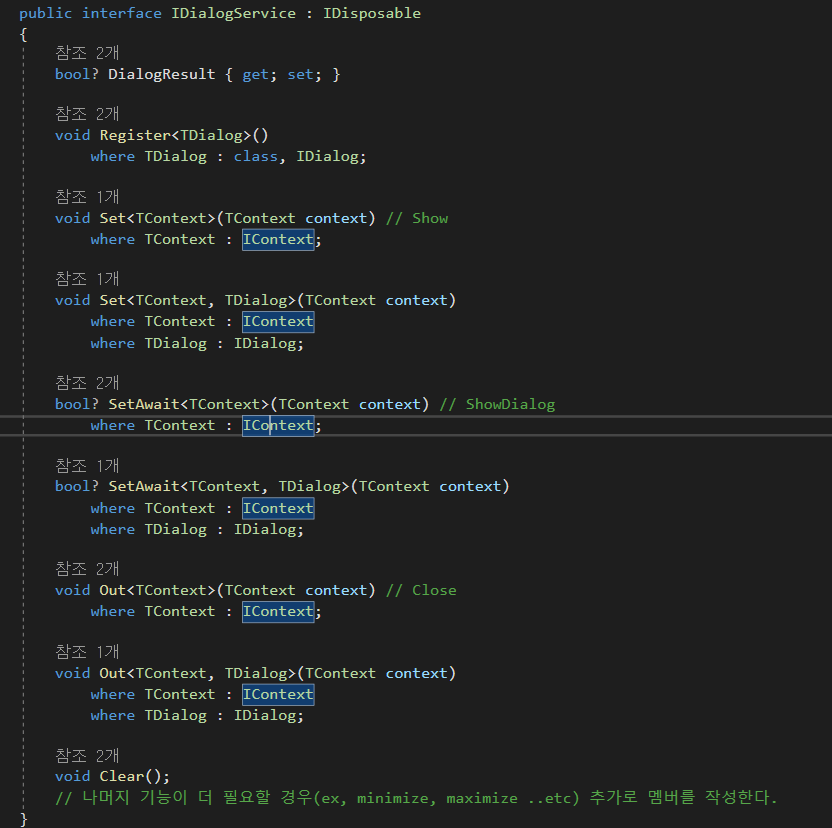 public interface IDialogService : IDisposable
{
참조 2개
bool? DialogResult { get; set; }
참조 2개
void Register<TDialog>()
where TDialog : class, IDialog;
참조 1개
void Set<TContext>(TContext context) // Show
where TContext : IContext;
참조 1개
void Set<TContext, TDialog>(TContext context)
where TContext : IContext
where TDialog : IDialog;
참조 2개
bool? SetAwait<TContext>(TContext context) // ShowDialog
where TContext : IContext;
참조 1개
bool? SetAwait<TContext, TDialog>(TContext context)
where TContext : IContext
where TDialog : IDialog;
참조 2개
void Out<TContext>(TContext context) // Close
where TContext : IContext;
참조 1개
void Out<TContext, TDialog>(TContext context)
where TContext : IContext
where TDialog : IDialog;
참조 2개
void Clear();
// 나머지 기능이 더 필요할 경우(ex, minimize, maximize ..etc) 추가로 멤버를 작성한다.
}